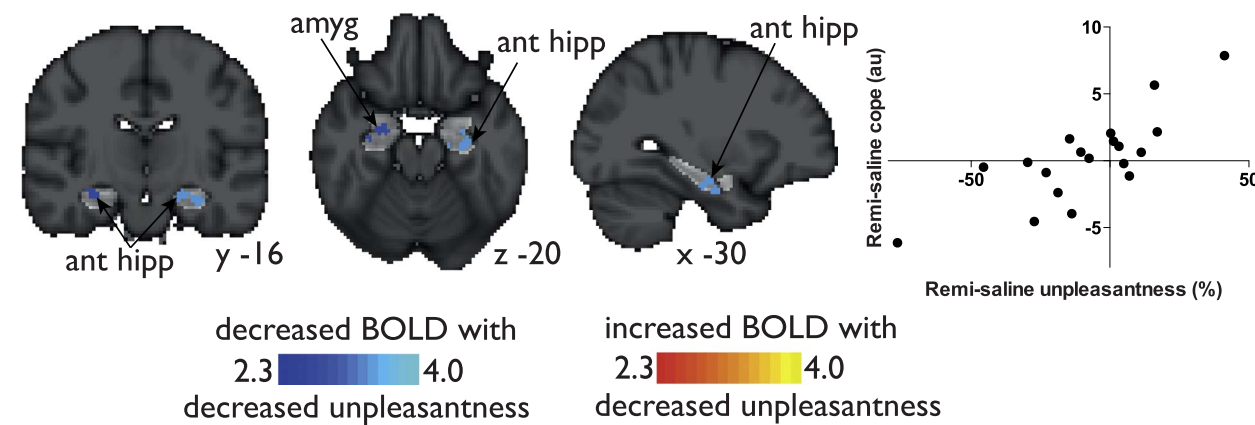 amyg
ant hipp
ant hipp
ant hipp
y -16
z -20
x -30
Remi-saline cope (au)
10
5
-5
-50
50
Remi-saline unpleasantness (%)
decreased BOLD with
2.3
4.0
decreased unpleasantness
increased BOLD with
2.3
4.0
decreased unpleasantness